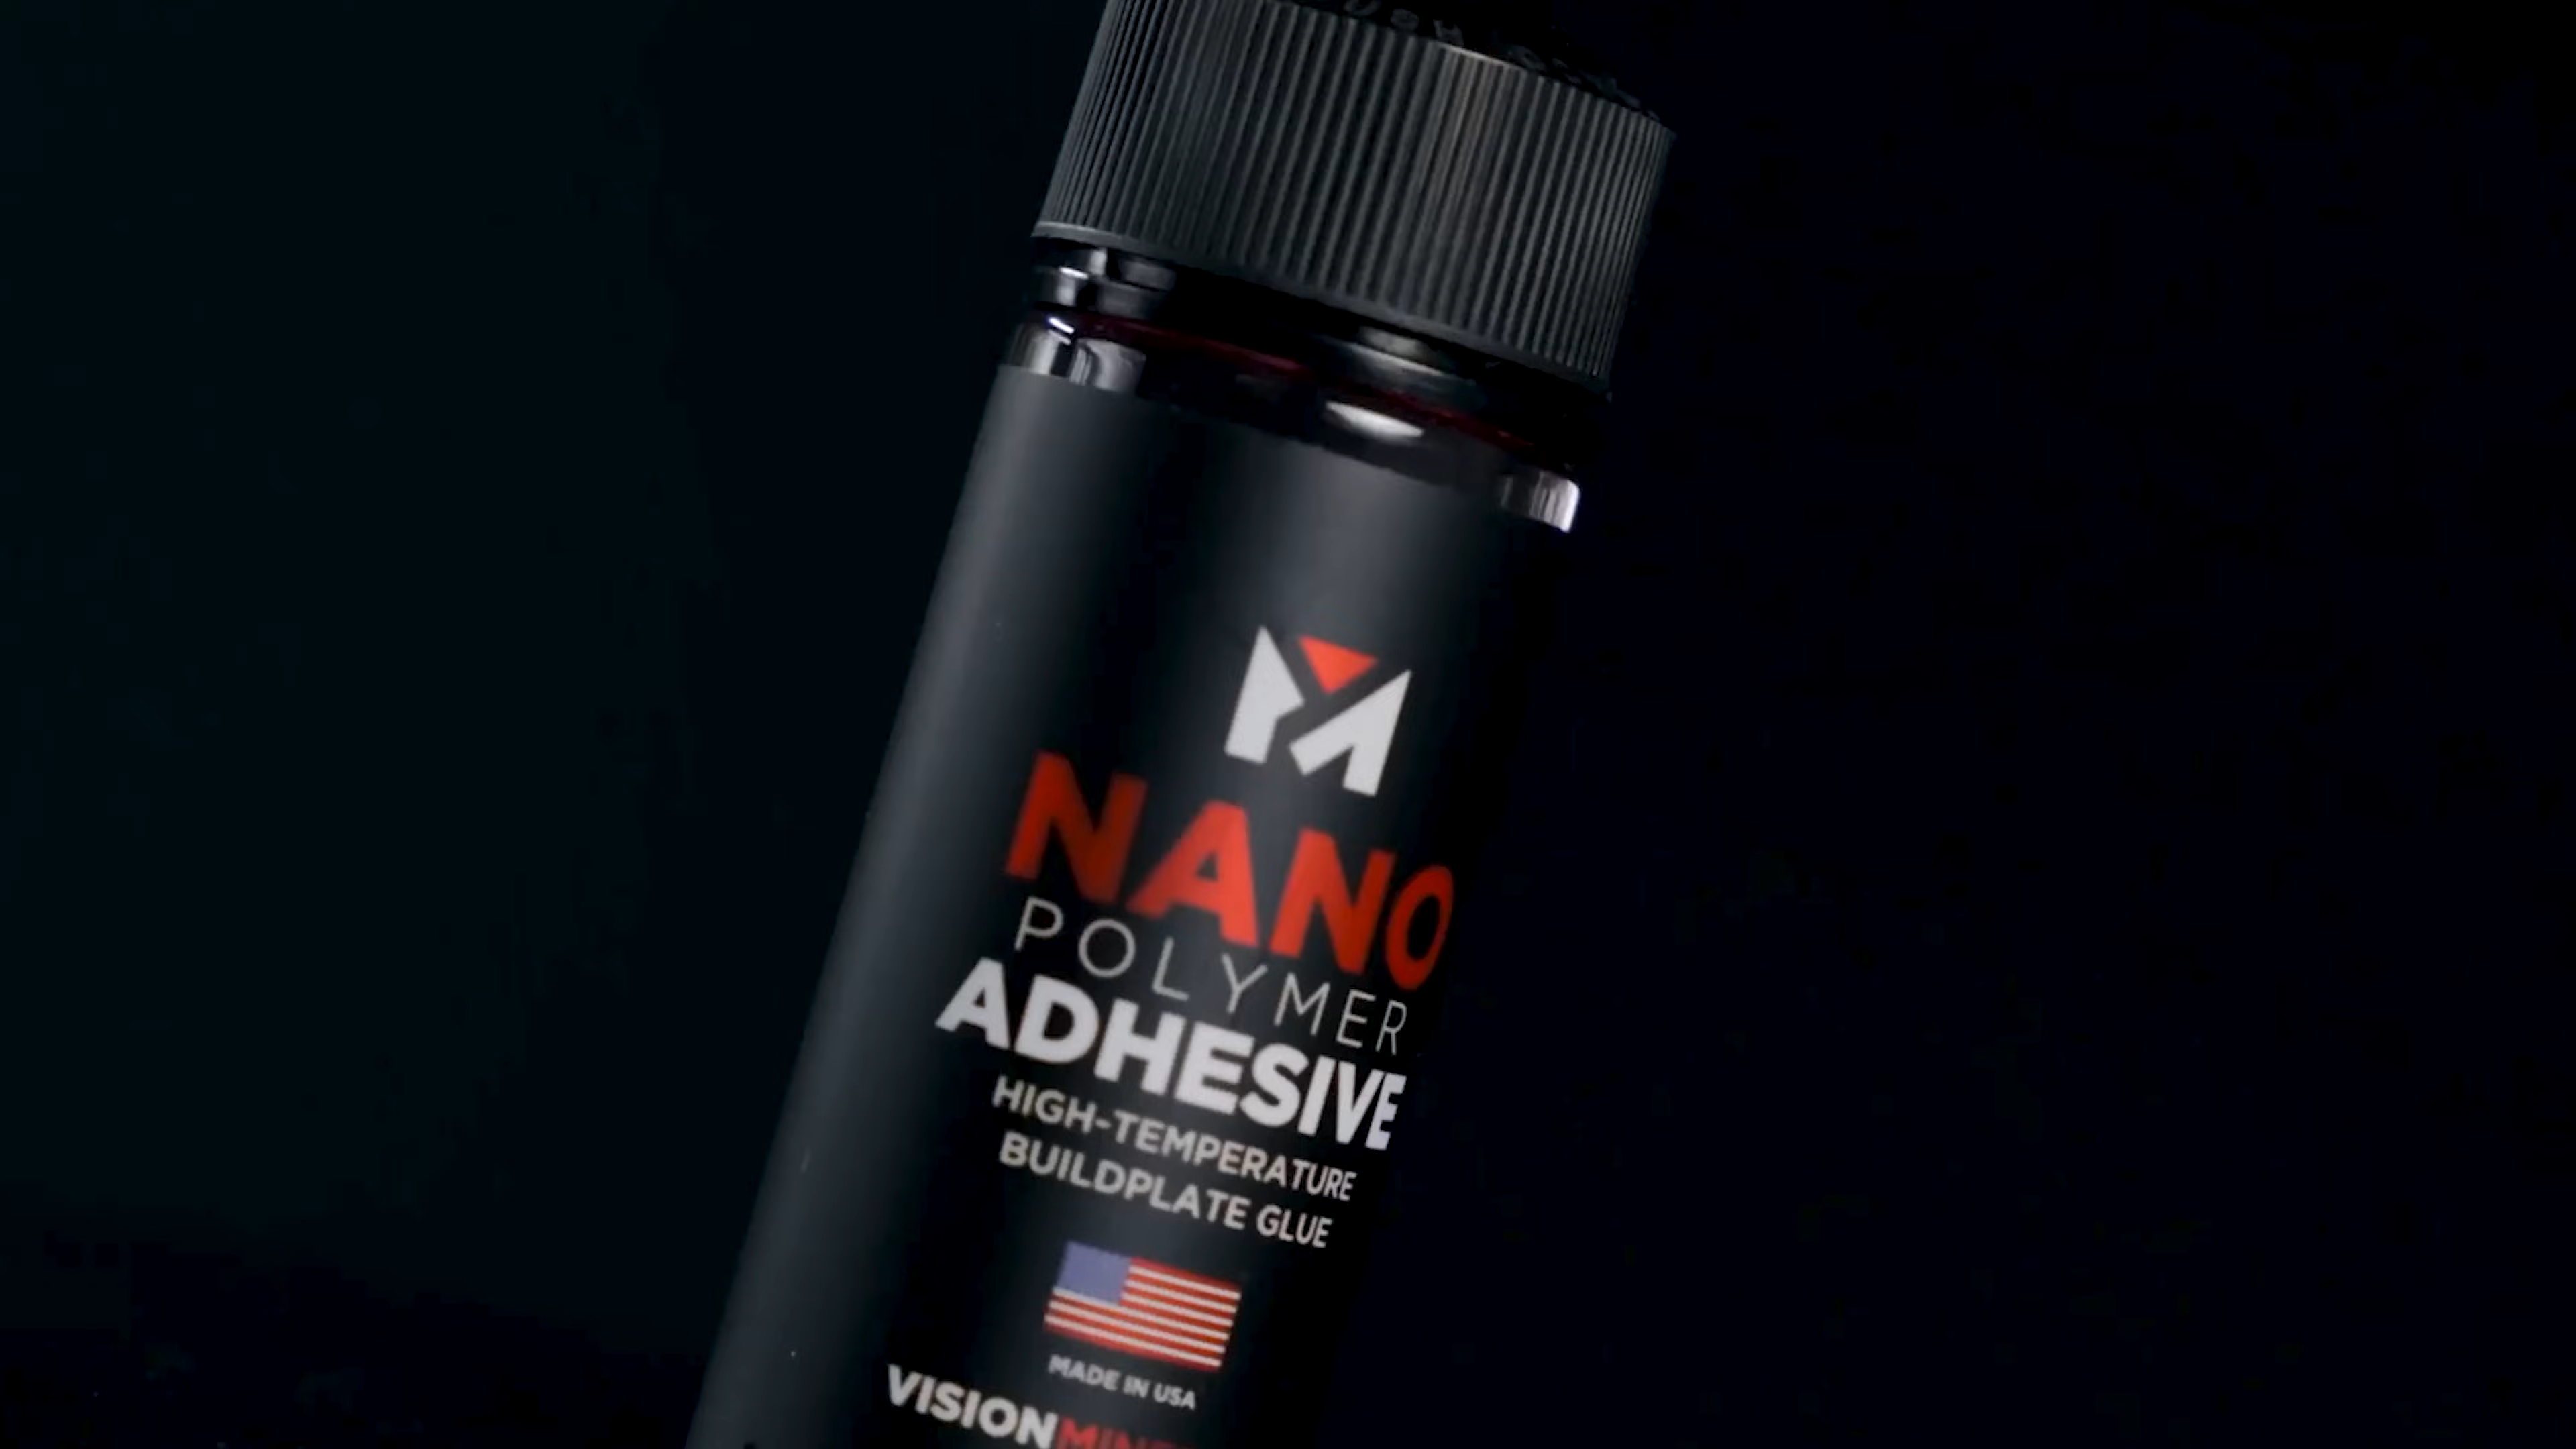 NANO
POLYMER
ADHESIVE
HIGH-TEMPERATURE
BUILDPLATE GLUE
MADE IN USA
VISION